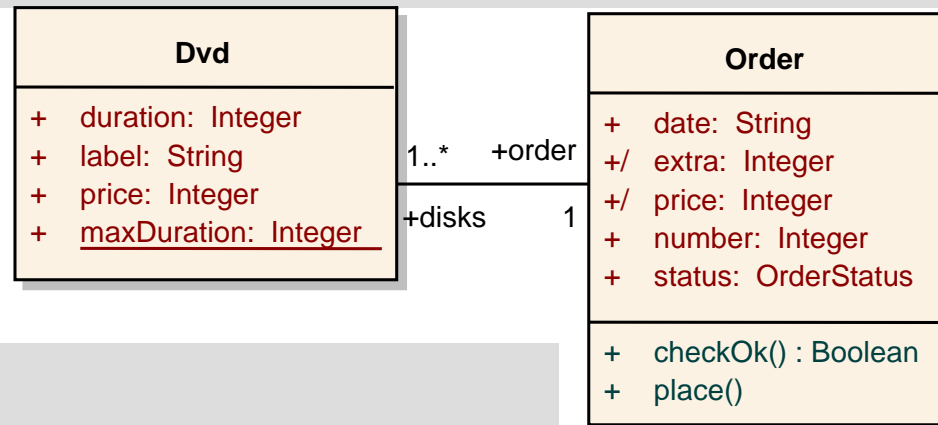 Dvd
+ duration: Integer
+ label: String
+ price: Integer
+ maxDuration: Integer
1..* +order
+disks 1
Order
+ date: String
+/ extra: Integer
+/ price: Integer
+ number: Integer
+ status: OrderStatus
+ checkOk() : Boolean
+ place()